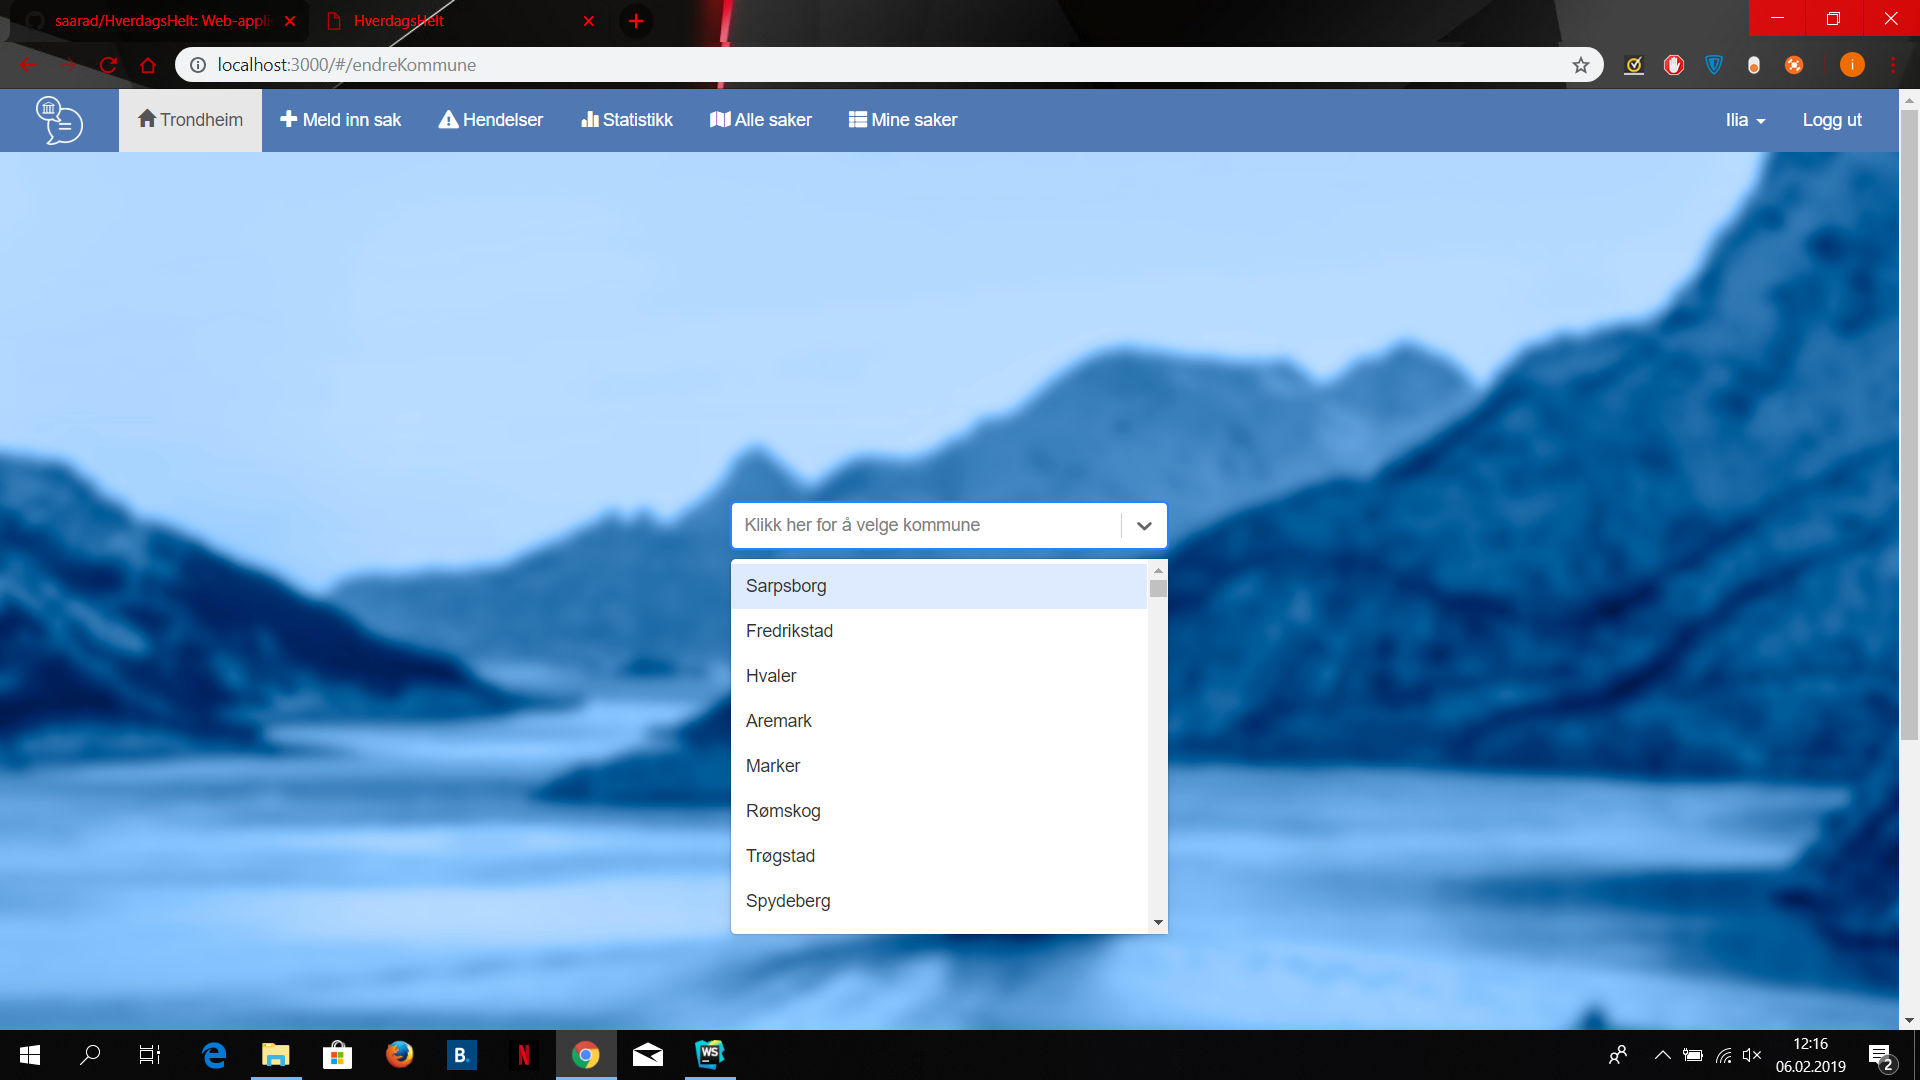 saarad/HverdagsHelt: Web-appli
HverdagsHelt
localhost:3000/#/endreKommune
i
Trondheim
Meld inn sak
Hendelser
Statistikk
Alle saker
Mine saker
Ilia
Logg ut
Klikk her for å velge kommune
Sarpsborg
Fredrikstad
Hvaler
Aremark
Marker
Rømskog
Trøgstad
Spydeberg
B.
N
WS
12:16
06.02.2019
2